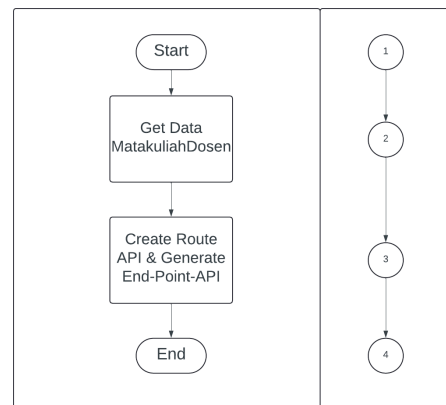 Start
Get Data
MatakuliahDosen
Create Route
API & Generate
End-Point-API
End
1
2
3
4